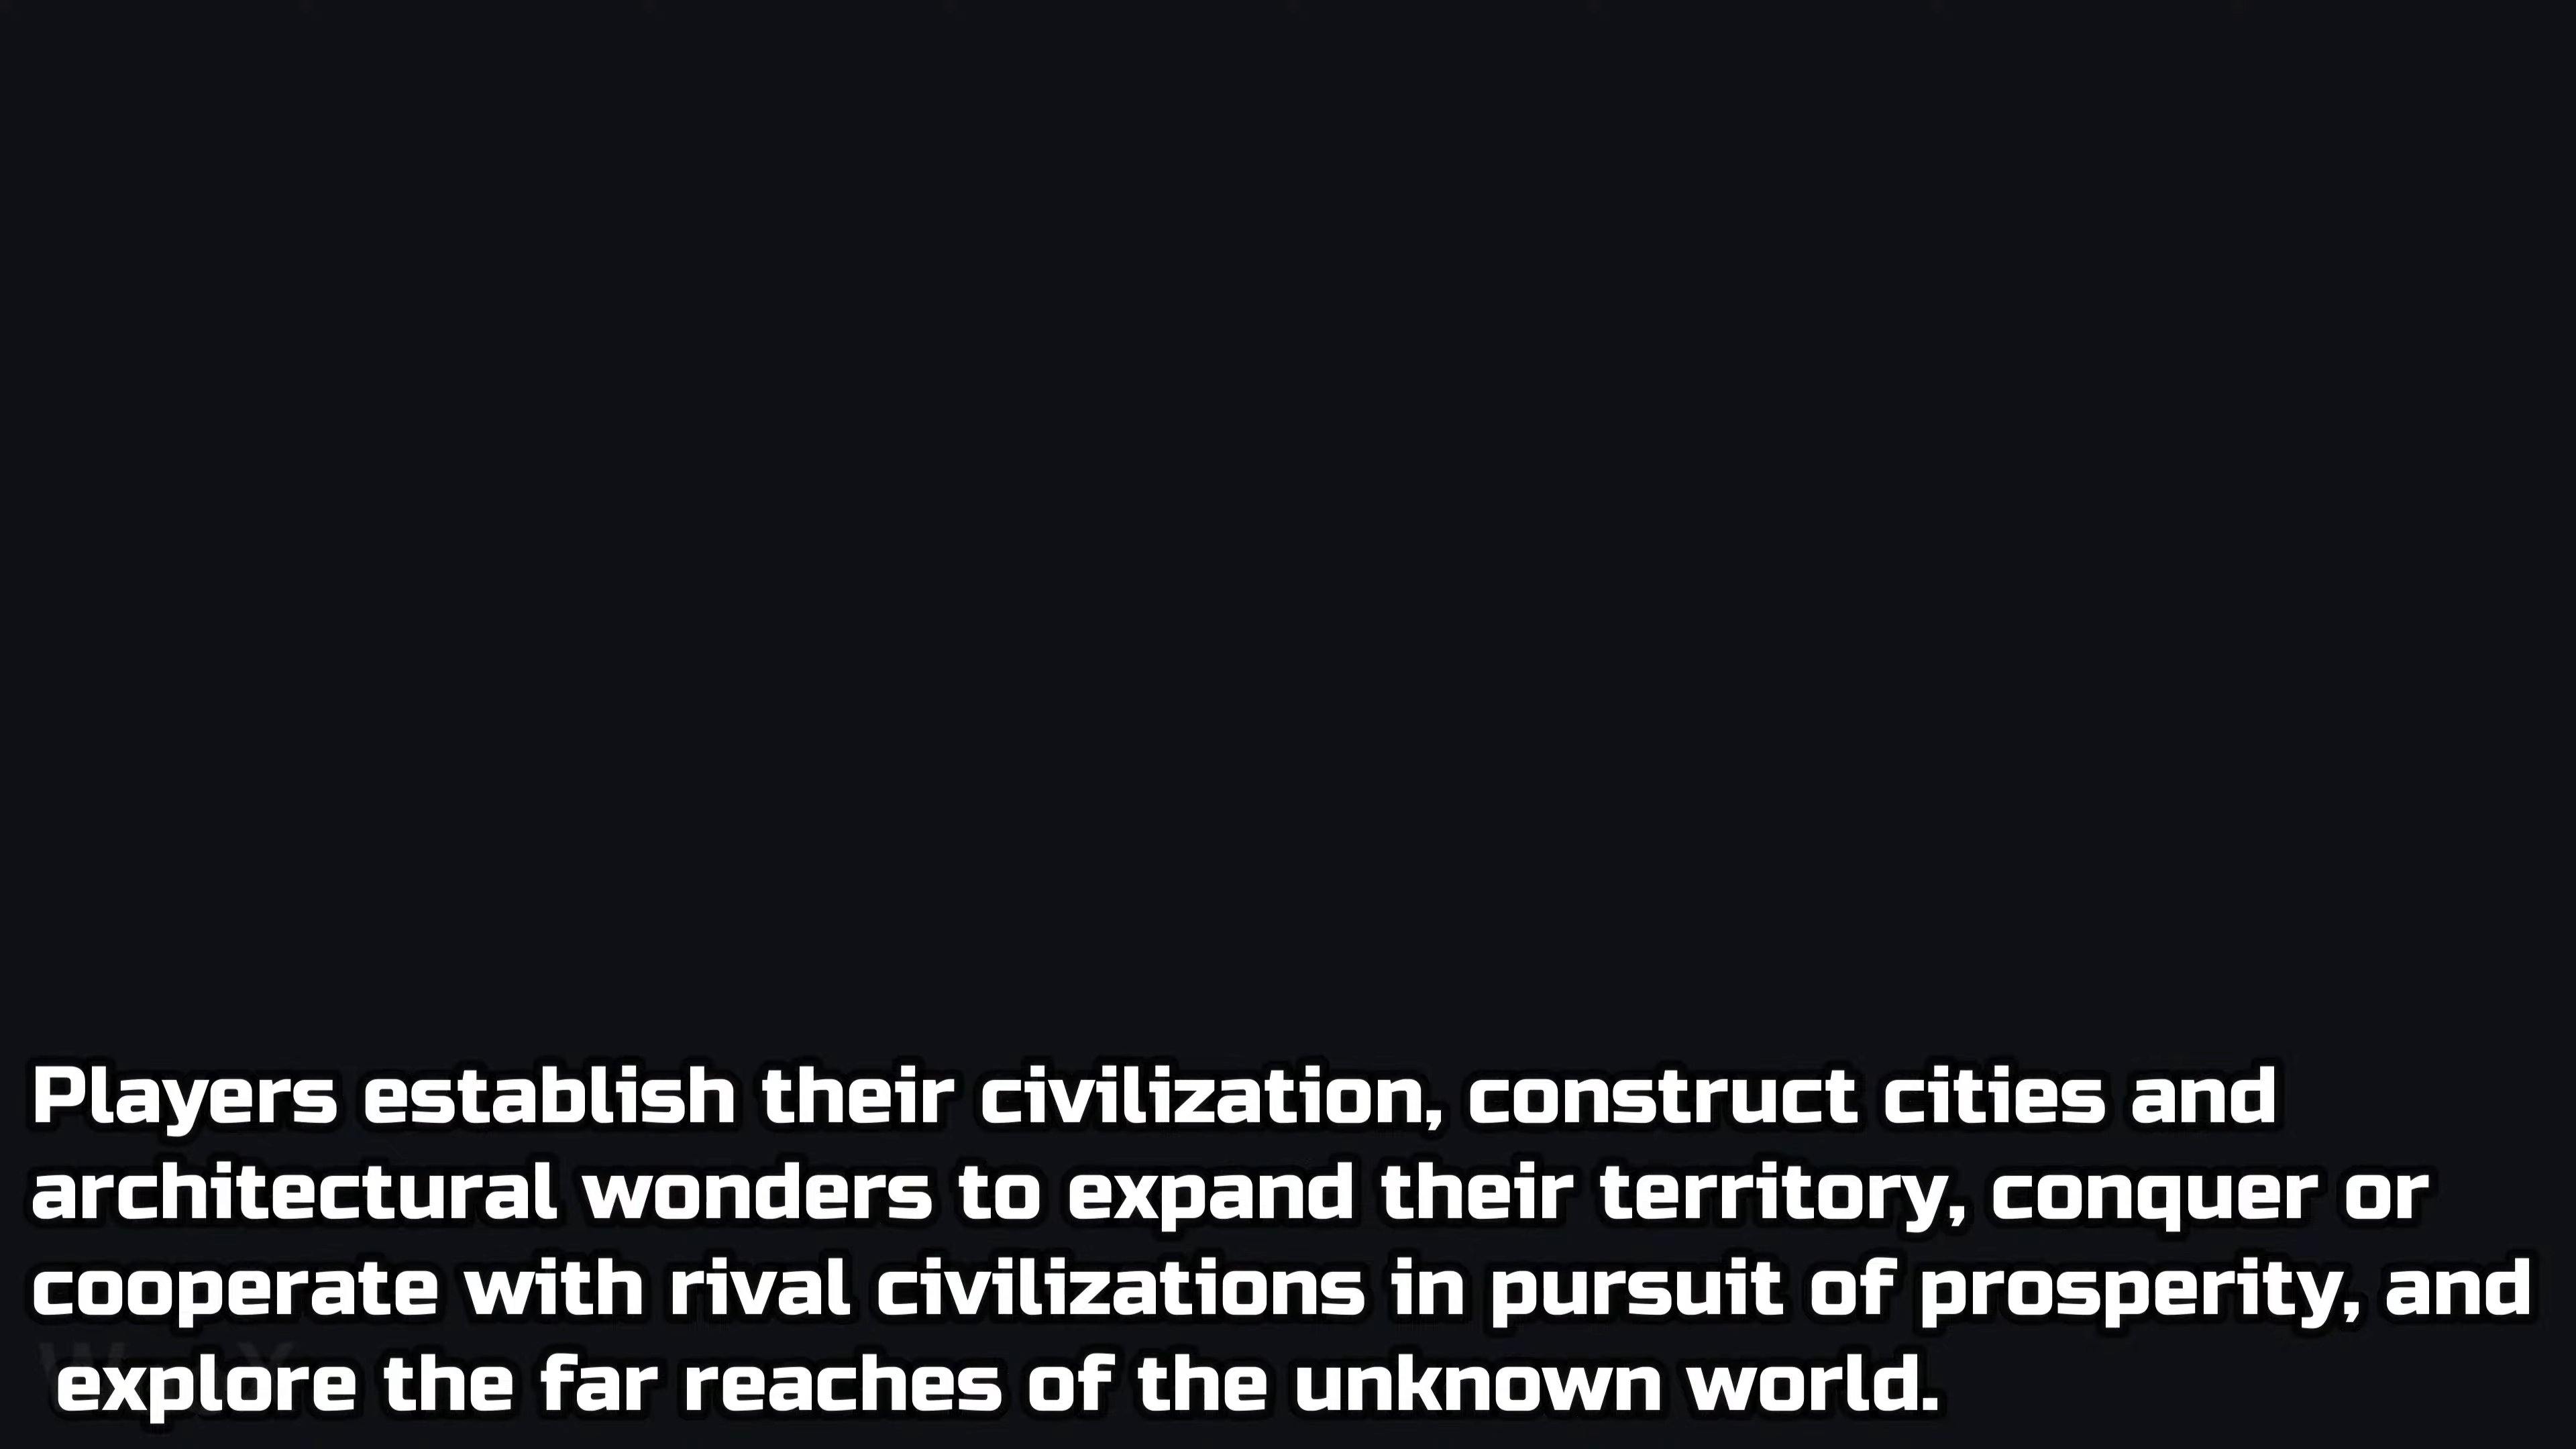 Players establish their civilization, construct cities and
architectural wonders to expand their territory, conquer or
cooperate with rival civilizations in pursuit of prosperity, and
explore the far reaches of the unknown world.